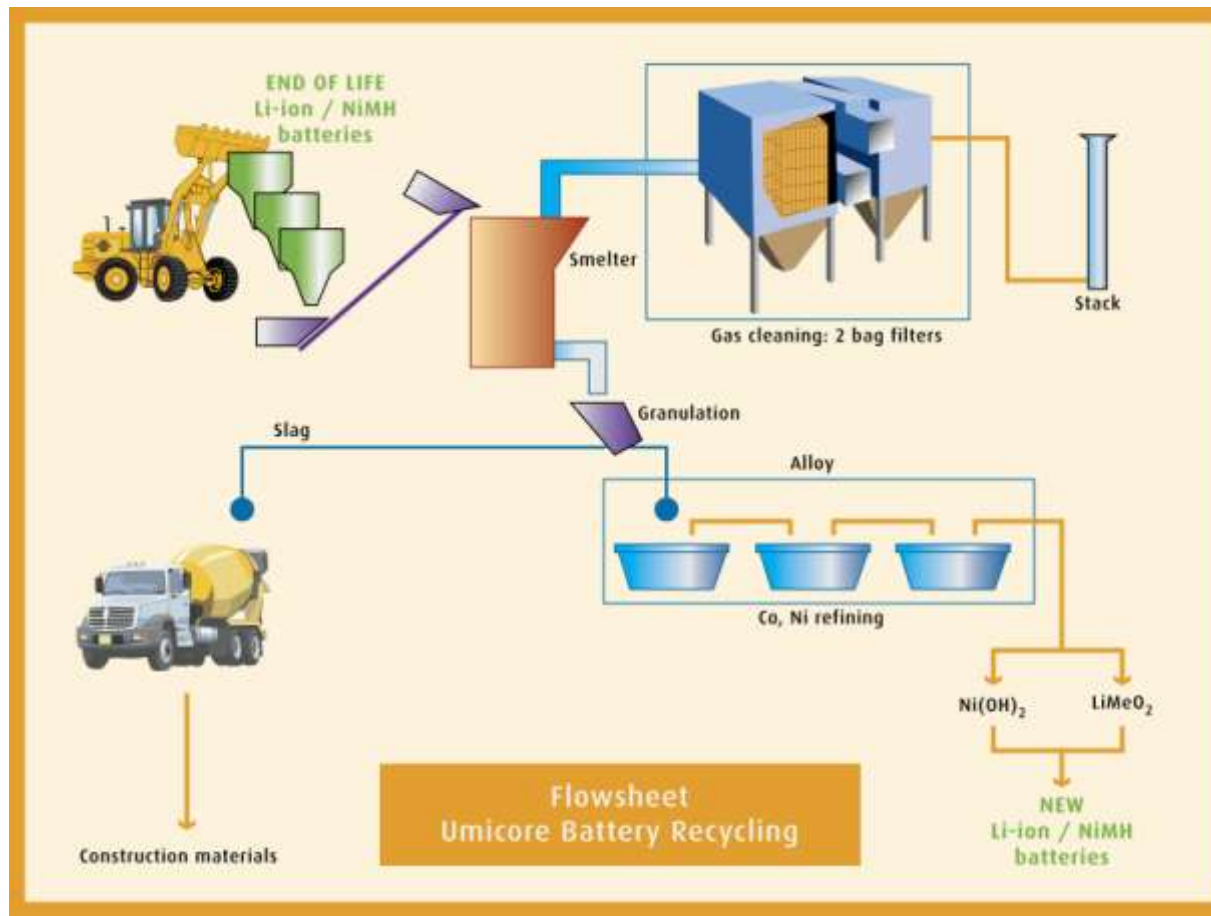 END OF LIFE
Li-ion / NiMH
batteries
Smelter
Gas cleaning: 2 bag filters
Stack
Granulation
Slag
Alloy
Co, Ni refining
Ni(OH)₂
LiMeO₂
NEW
Li-ion / NiMH
batteries
Construction materials
Flowsheet
Umicore Battery Recycling